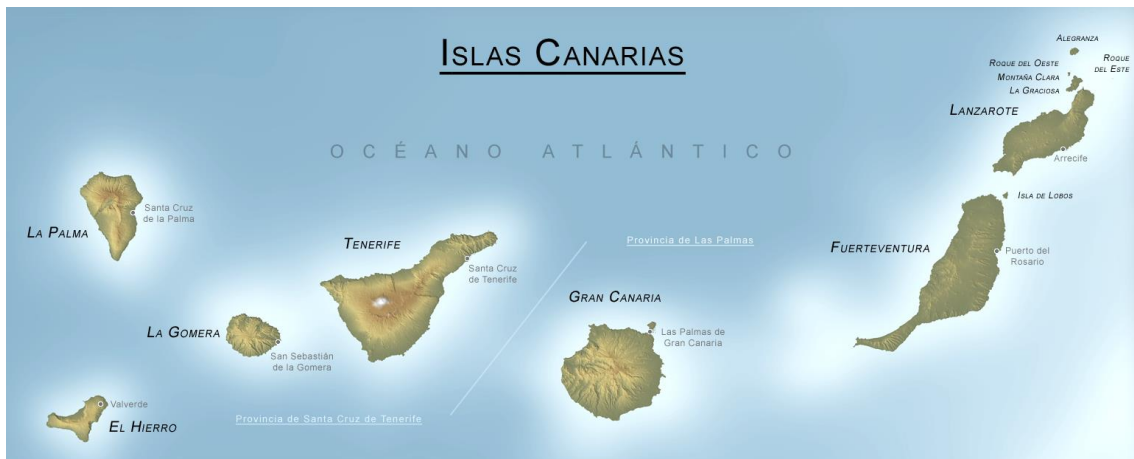 ISLAS CANARIAS
OCÉANO ATLÁNTICO
ALEGRANZA
ROQUE DEL OESTE
ROQUE
DEL ESTE
MONTAÑA CLARA
LA GRACIOSA
LANZAROTE
Arrecife
ISLA DE LOBOS
FUERTEVENTURA
Puerto del
Rosario
LA PALMA
Santa Cruz
de la Palma
TENERIFE
Santa Cruz
de Tenerife
Provincia de Las Palmas
GRAN CANARIA
Las Palmas de
Gran Canaria
LA GOMERA
San Sebastián
de la Gomera
Valverde
EL HIERRO
Provincia de Santa Cruz de Tenerife